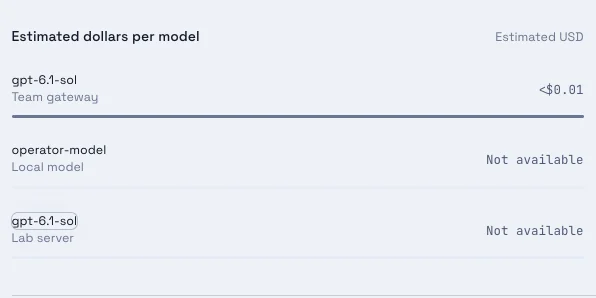 Estimated dollars per model
Estimated USD
gpt-6.1-sol
Team gateway
<$0.01
operator-model
Local model
Not available
gpt-6.1-sol
Lab server
Not available